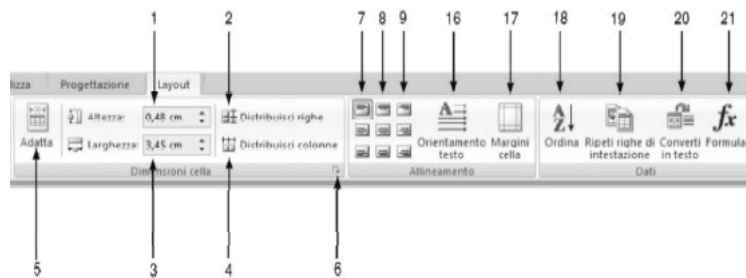 1 2 7 8 9 16 17 18 19 20 21
lizza Progettazione Layout
Altezza: 0,48 cm Distribuisci righe
Larghezza: 3,45 cm Distribuisci colonne
Adatta Orientamento testo Margini cella Ordina Ripeti righe di intestazione Converti in testo Formula
Dimensioni cella Allineamento Dati
5 3 4 6